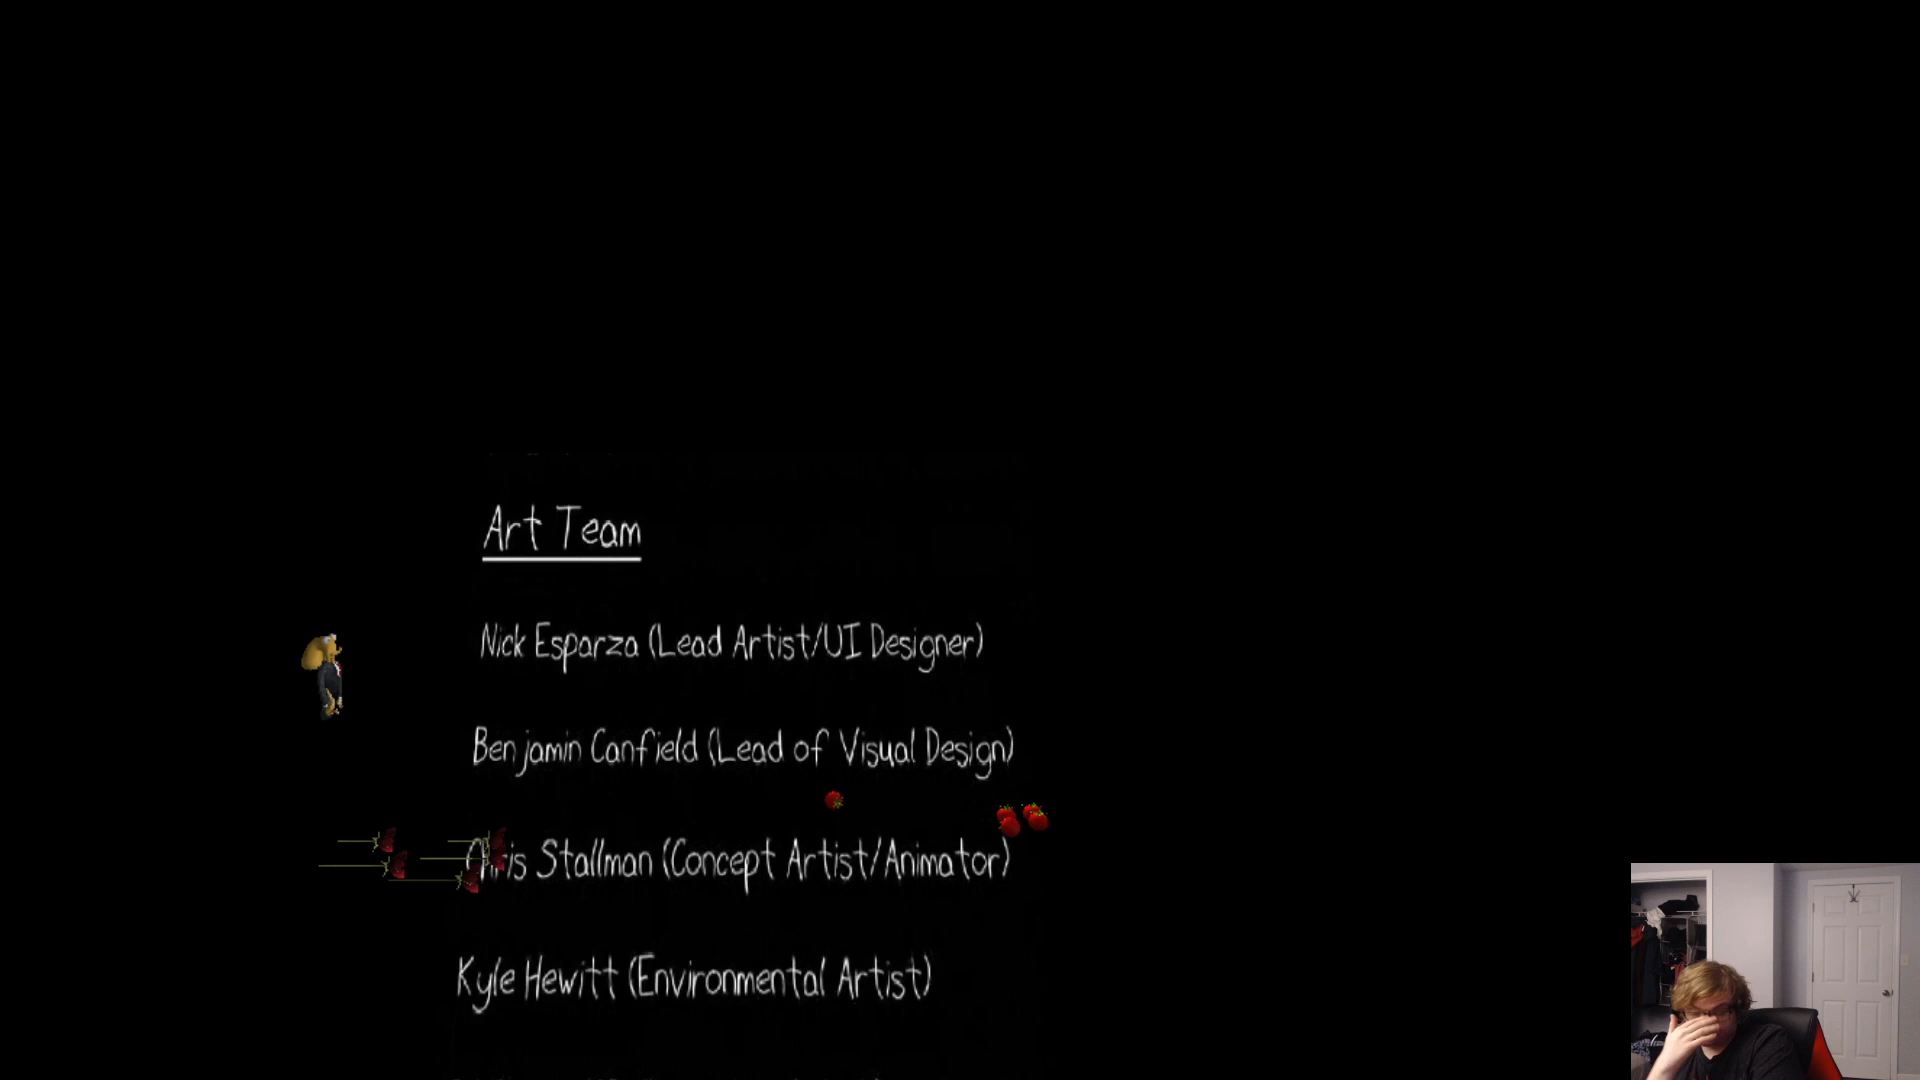 Art Team
Nick Esparza (Lead Artist/UI Designer)
Benjamin Canfield (Lead of Visual Design)
Chris Stallman (Concept Artist/Animator)
Kyle Hewitt (Environmental Artist)